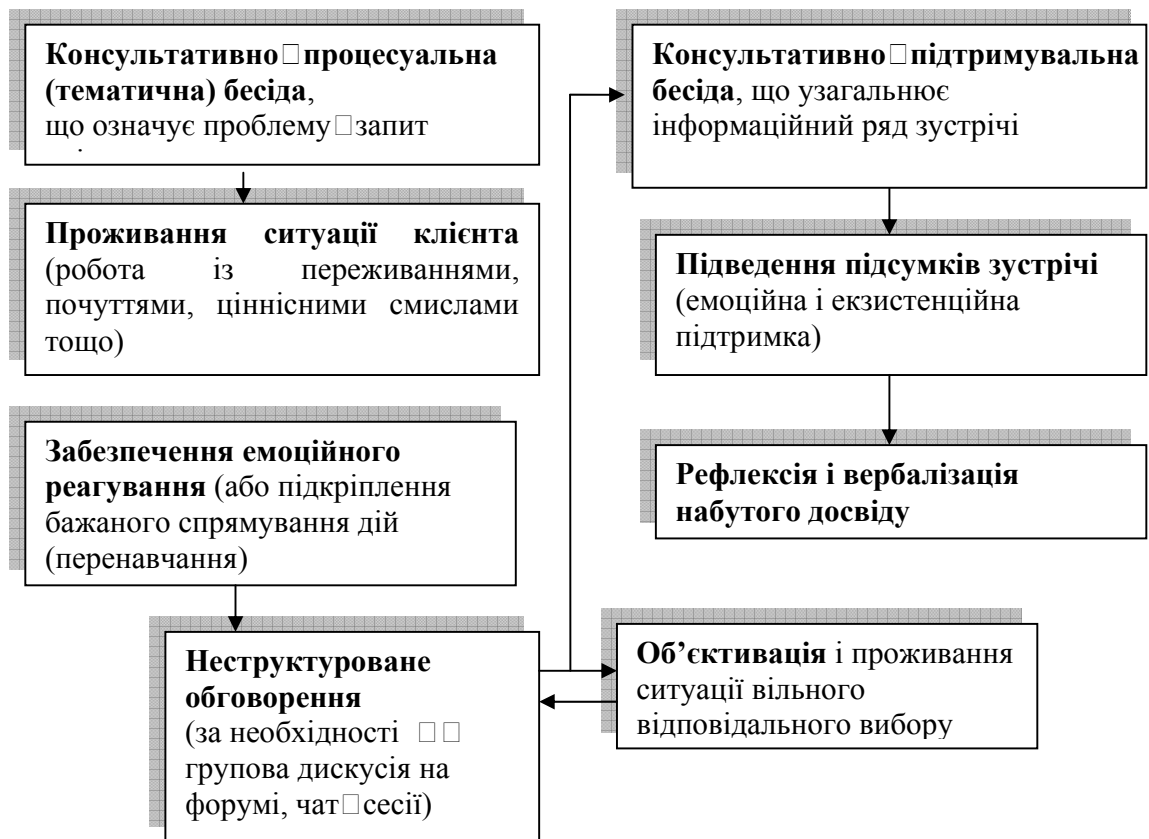 Консультативно□процесуальна
(тематична) бесіда,
що означує проблему□запит
Проживання ситуації клієнта
(робота із переживаннями,
почуттями, ціннісними смислами
тощо)
Забезпечення емоційного
реагування (або підкріплення
бажаного спрямування дій
(перенавчання)
Неструктуроване
обговорення
(за необхідності □□
групова дискусія на
форумі, чат□сесії)
Консультативно□підтримувальна
бесіда, що узагальнює
інформаційний ряд зустрічі
Підведення підсумків зустрічі
(емоційна і екзистенційна
підтримка)
Рефлексія і вербалізація
набутого досвіду
Об’єктивація і проживання
ситуації вільного
відповідального вибору